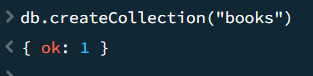 > db.createCollection("books")
< { ok: 1 }